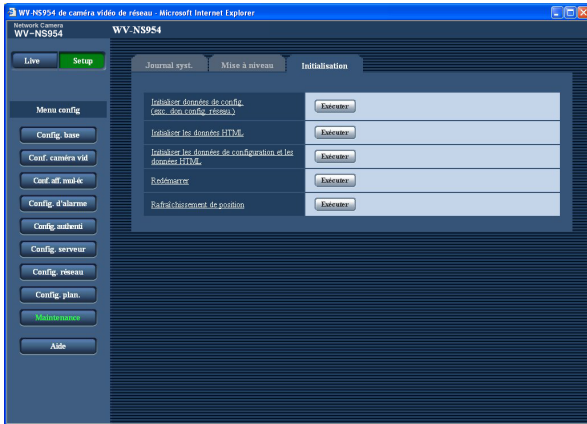 WV-NS954 de caméra vidéo de réseau - Microsoft Internet Explorer
Network Camera
WV-NS954
WV-NS954
Live
Setup
Journal syst.
Mise à niveau
Initialisation
Menu config
Config. base
Conf. caméra vid
Conf. aff. mul-éc
Config. d'alarme
Config. authenti
Config. serveur
Config. réseau
Config. plan.
Maintenance
Aide
Initialiser données de config.
(exc. don.config. réseau.)
Exécuter
Initialiser les données HTML
Exécuter
Initialiser les données de configuration et les
données HTML
Exécuter
Redémarrer
Exécuter
Rafraîchissement de position
Exécuter